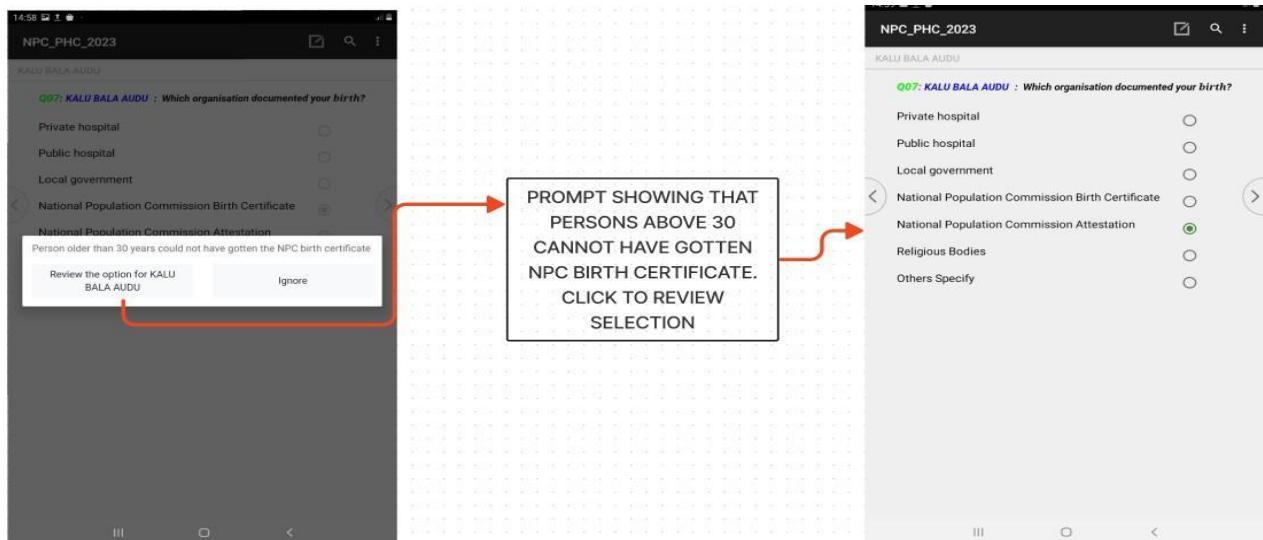 14:58
NPC_PHC_2023
KALU BALA AUDU
Q07: KALU BALA AUDU : Which organisation documented your birth?
Private hospital
Public hospital
Local government
National Population Commission Birth Certificate
National Population Commission Attestation
Person older than 30 years could not have gotten the NPC birth certificate
Review the option for KALU
BALA AUDU
Ignore
PROMPT SHOWING THAT
PERSONS ABOVE 30
CANNOT HAVE GOTTEN
NPC BIRTH CERTIFICATE.
CLICK TO REVIEW
SELECTION
NPC_PHC_2023
KALU BALA AUDU
Q07: KALU BALA AUDU : Which organisation documented your birth?
Private hospital
Public hospital
Local government
National Population Commission Birth Certificate
National Population Commission Attestation
Religious Bodies
Others Specify